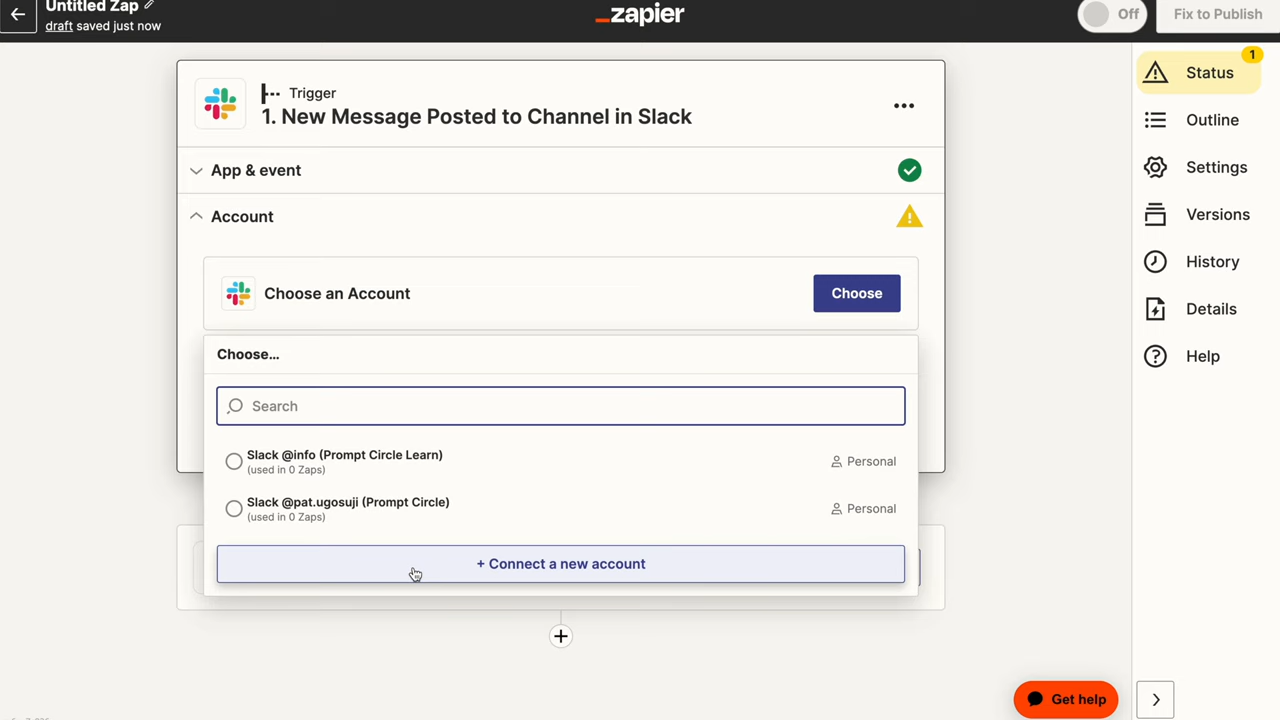 Untitled Zap
draft saved just now
zapier
Off
Fix to Publish
Trigger
1. New Message Posted to Channel in Slack
App & event
Account
Choose an Account
Choose
Choose...
Search
Slack @info (Prompt Circle Learn)
(used in 0 Zaps)
Personal
Slack @pat.ugosuji (Prompt Circle)
(used in 0 Zaps)
Personal
+ Connect a new account
1
Status
Outline
Settings
Versions
History
Details
Help
Get help